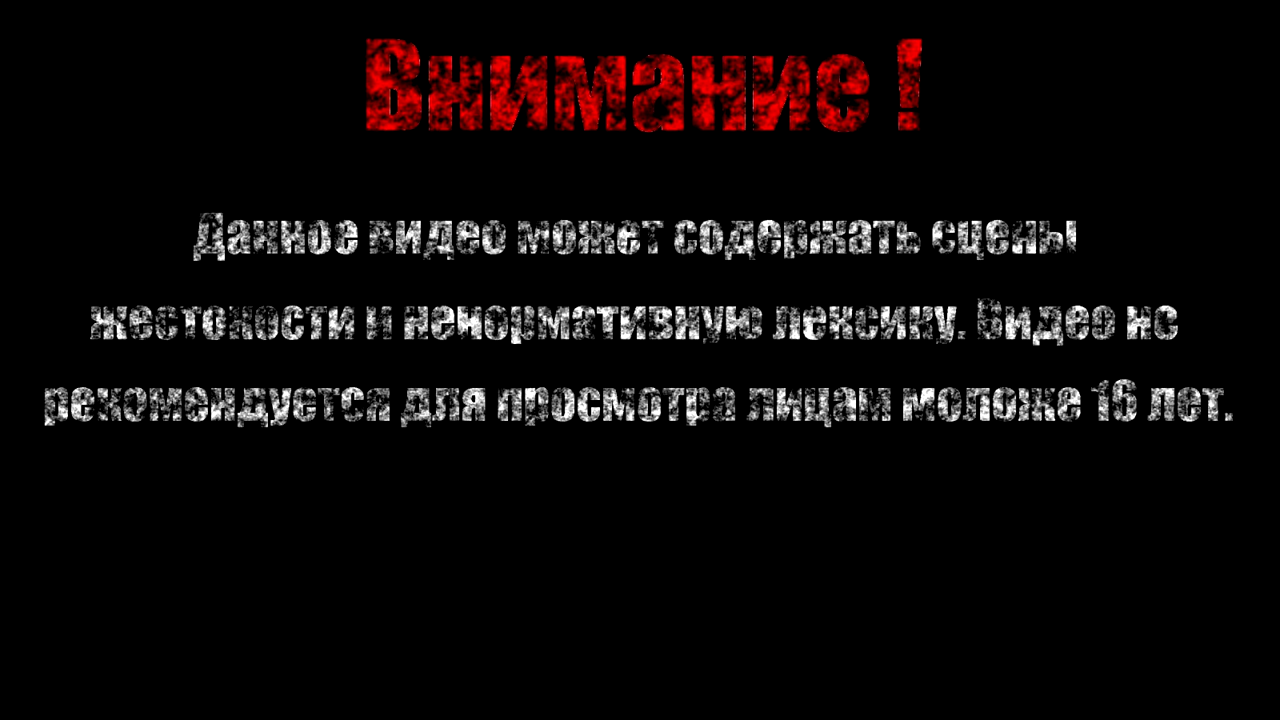 Внимание !
Данное видео может содержать сцены
жестокости и ненормативную лексику. Видео не
рекомендуется для просмотра лицам моложе 16 лет.